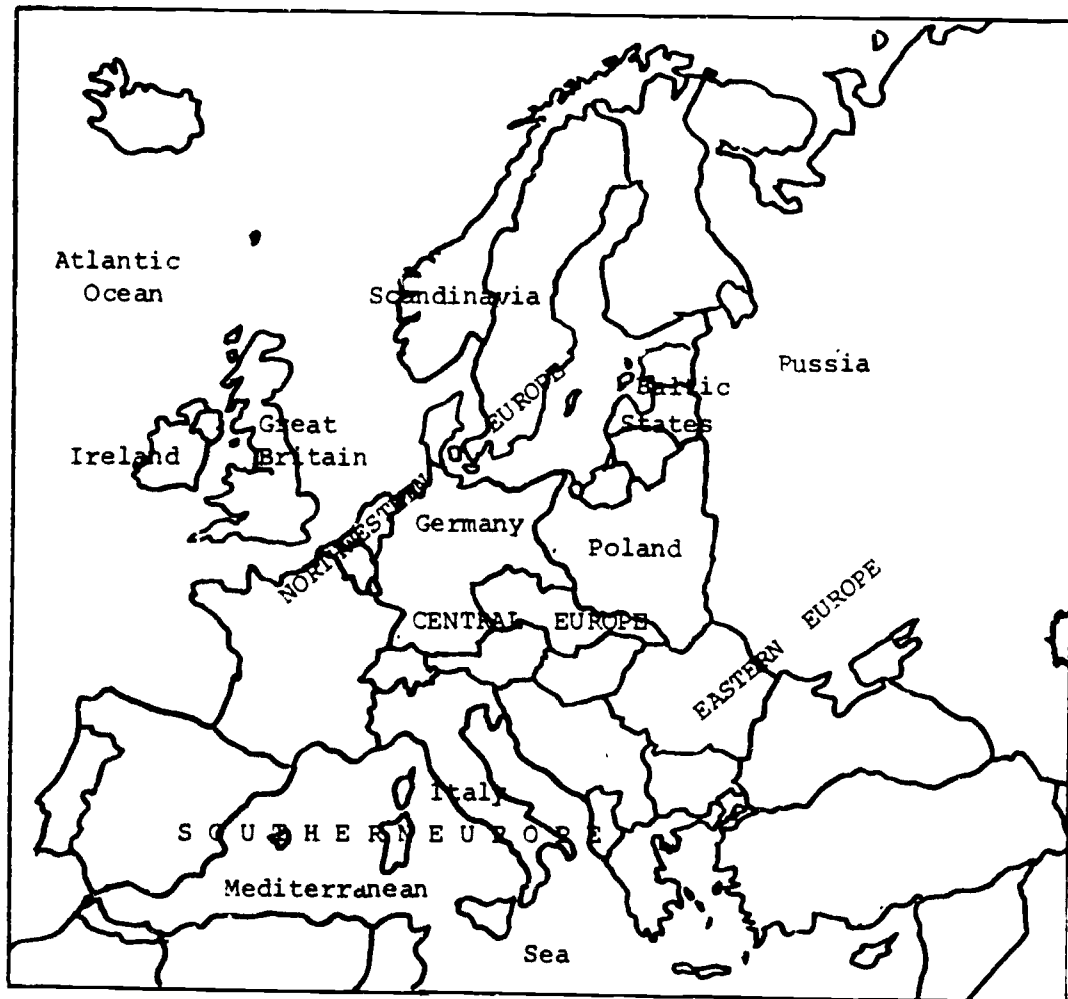 Atlantic
Ocean
Scandinavia
Pussia
EUROPE
Baltic
States
Great
Britain
Ireland
NORTHWESTERN
Germany
Poland
CENTRAL EUROPE
EASTERN EUROPE
Italy
SOUTHERN EUROPE
Mediterranean
Sea